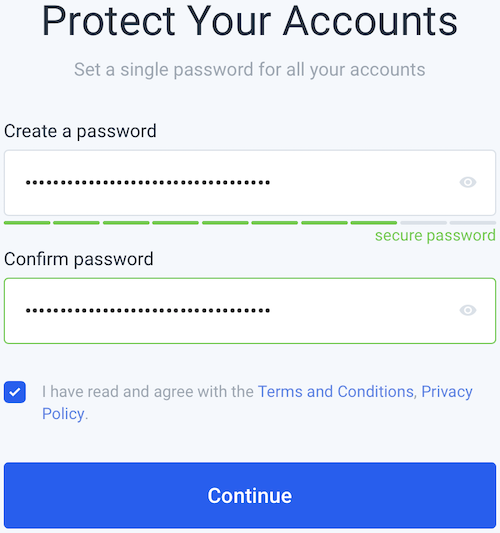 Protect Your Accounts
Set a single password for all your accounts
Create a password
secure password
Confirm password
I have read and agree with the Terms and Conditions, Privacy
Policy.
Continue